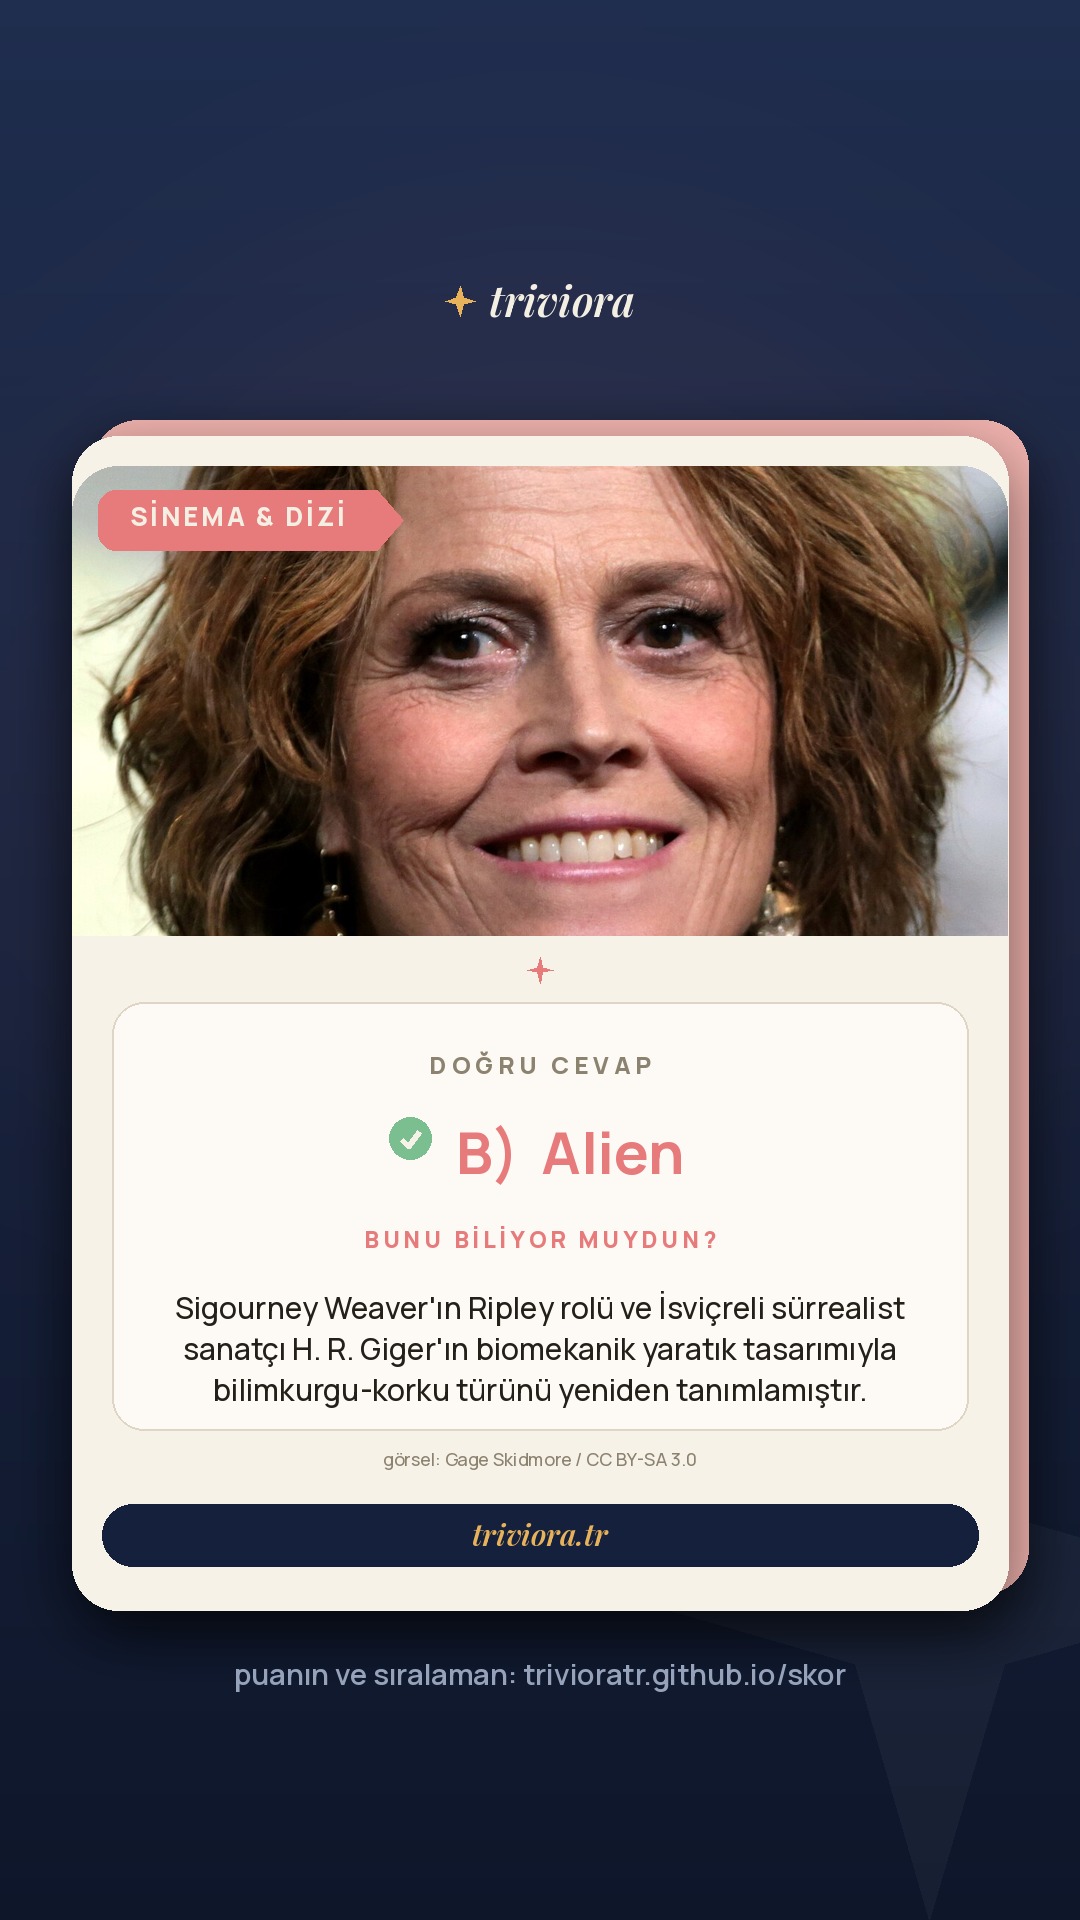 triviora
SİNEMA & DİZİ
DOĞRU CEVAP
B) Alien
BUNU BİLİYOR MUYDUN?
Sigourney Weaver'ın Ripley rolü ve İsviçreli sürrealist
sanatçı H. R. Giger'ın biomekanik yaratık tasarımıyla
bilimkurgu-korku türünü yeniden tanımlamıştır.
görsel: Gage Skidmore / CC BY-SA 3.0
triviora.tr
puanın ve sıralaman: trivioratr.github.io/skor